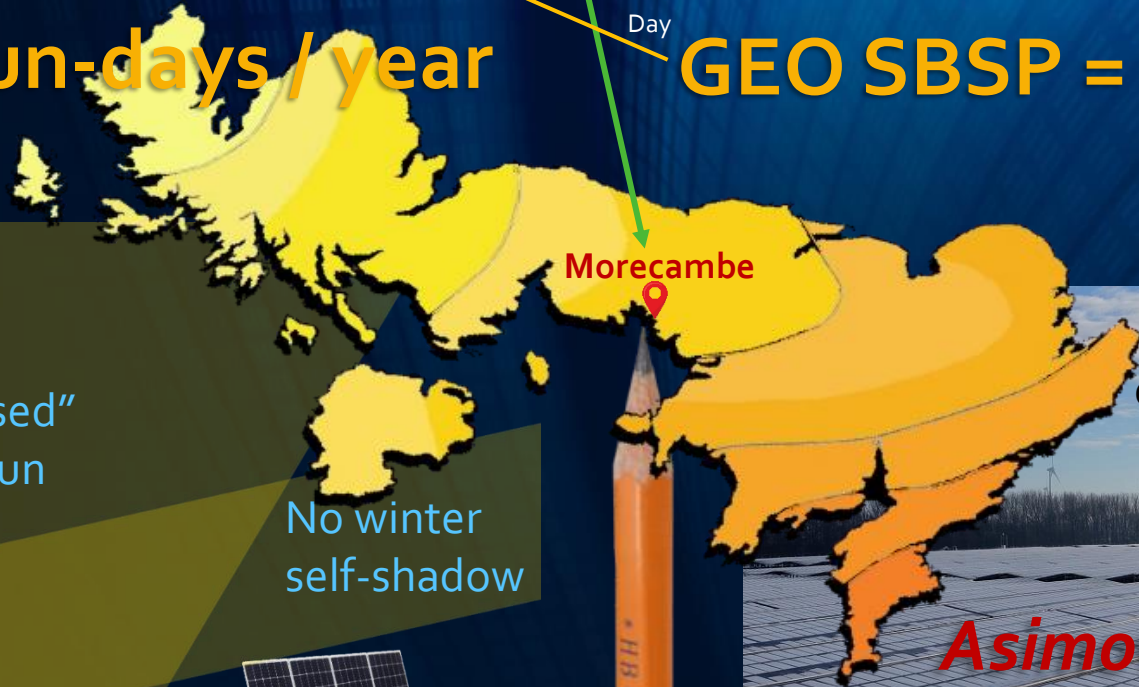 Day
un-days / year
GEO SBSP =
Morecambe
sed”
un
No winter
self-shadow
HB
Asimo